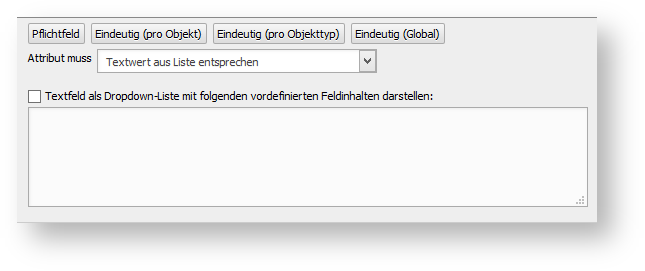 Pflichtfeld Eindeutig (pro Objekt) Eindeutig (pro Objekttyp) Eindeutig (Global)
Attribut muss Textwert aus Liste entsprechen
Textfeld als Dropdown-Liste mit folgenden vordefinierten Feldinhalten darstellen: